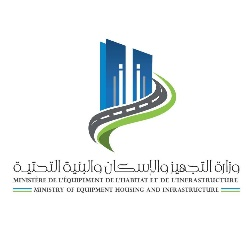 وزارة التجهيز والإسكان والبنية التحتية
MINISTÈRE DE L'ÉQUIPEMENT DE L'HABITAT ET DE L'INFRASTRUCTURE
MINISTRY OF EQUIPMENT HOUSING AND INFRASTRUCTURE